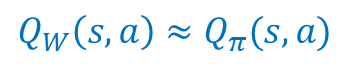 Q_W(s, a) ≈ Q_π(s, a)